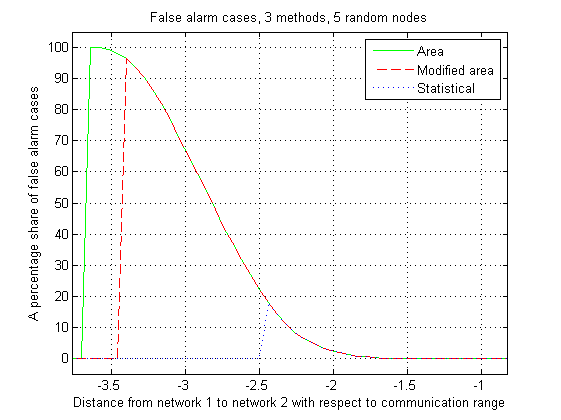 False alarm cases, 3 methods, 5 random nodes
A percentage share of false alarm cases
100
90
80
70
60
50
40
30
20
10
0
Area
Modified area
Statistical
-3.5 -3 -2.5 -2 -1.5 -1
Distance from network 1 to network 2 with respect to communication range